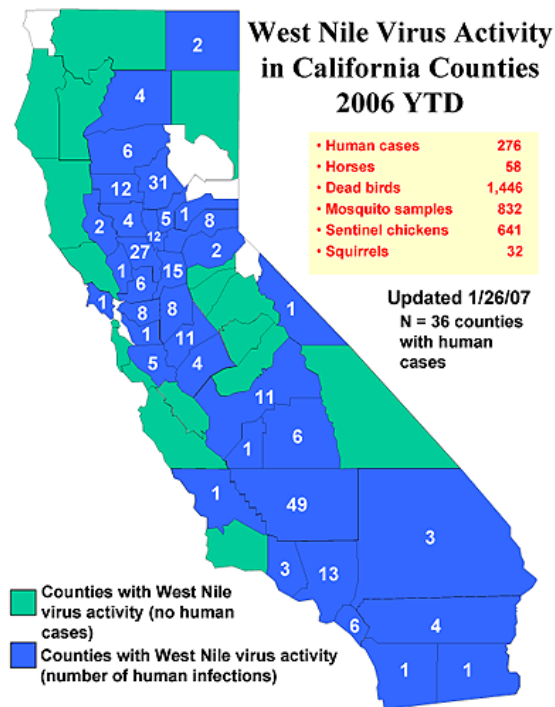 West Nile Virus Activity
in California Counties
2006 YTD
• Human cases 276
• Horses 58
• Dead birds 1,446
• Mosquito samples 832
• Sentinel chickens 641
• Squirrels 32
Updated 1/26/07
N = 36 counties
with human
cases
2
4
6
12
31
2
4
5
1
8
12
27
2
1
6
15
1
8
8
1
1
11
5
4
11
1
6
1
49
3
3
13
6
4
1
1
Counties with West Nile
virus activity (no human
cases)
Counties with West Nile virus activity
(number of human infections)